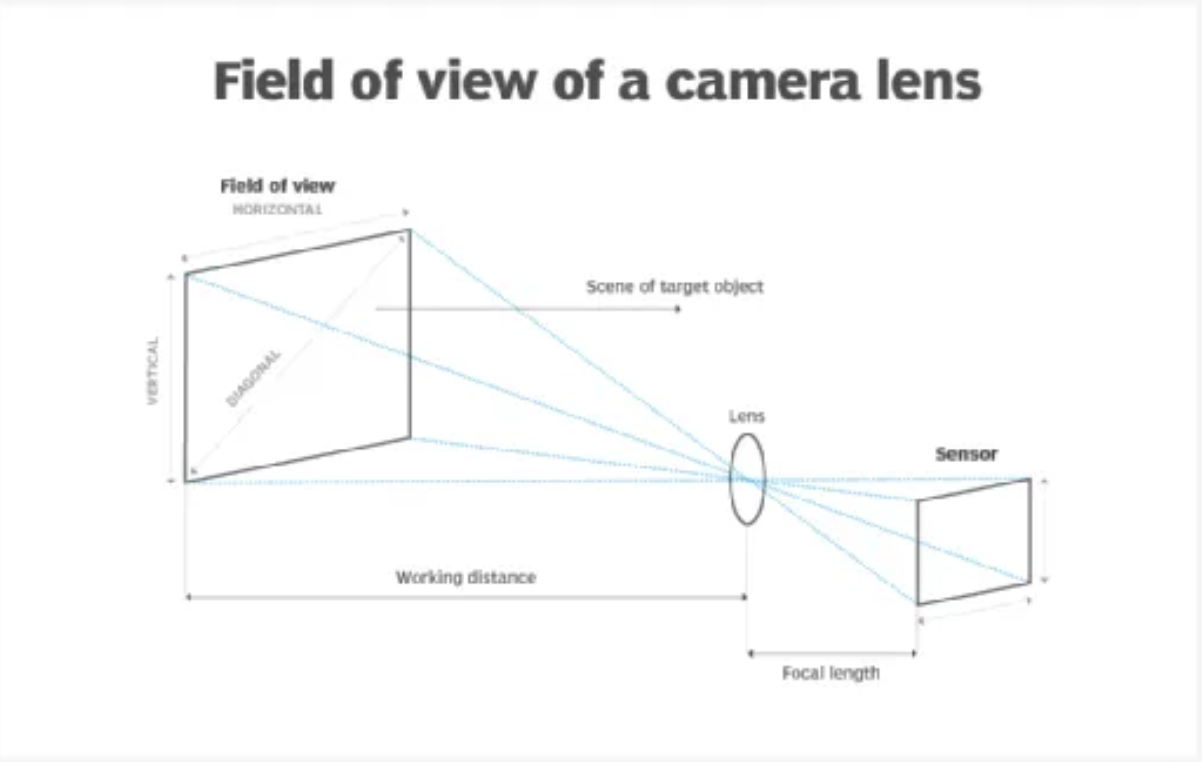 Field of view of a camera lens
Field of view
HORIZONTAL
Scene of target object
VERTICAL
DIAGONAL
Lens
Sensor
Working distance
Focal length